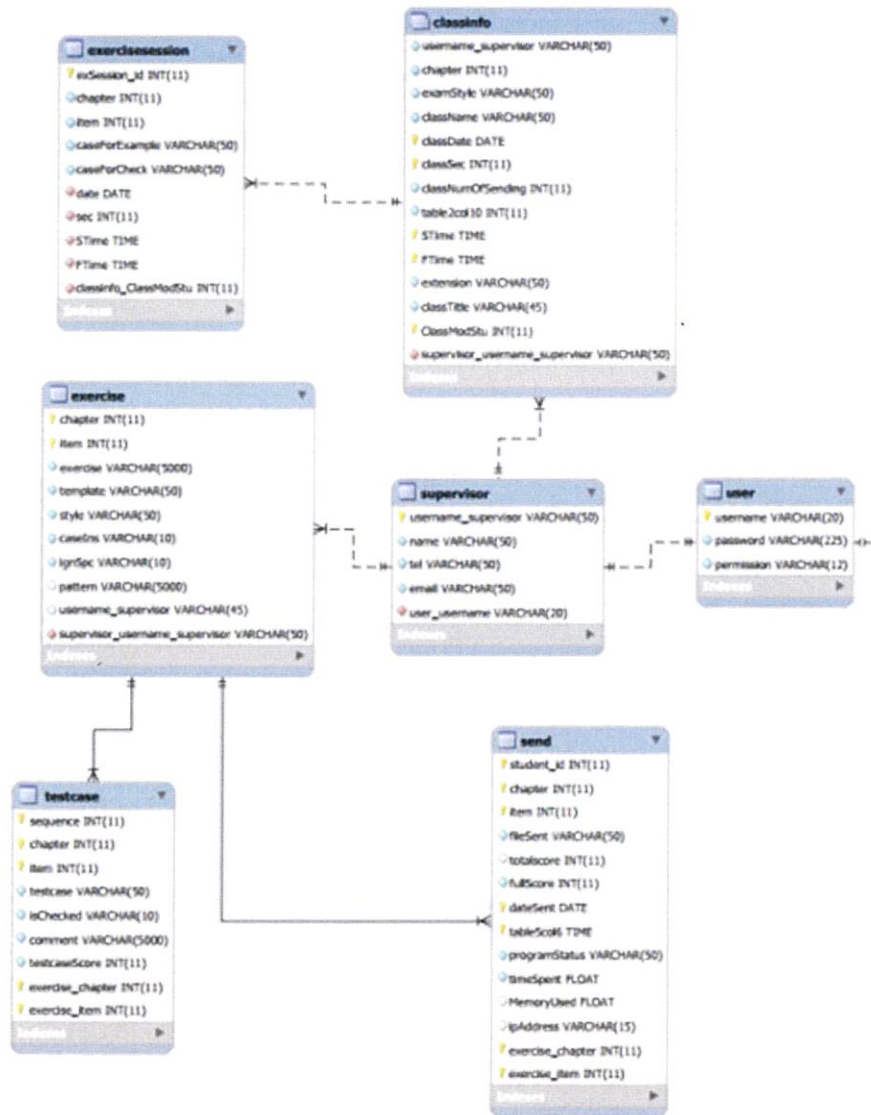 exercisesession
exSession_id INT(11)
chapter INT(11)
item INT(11)
caseForExample VARCHAR(50)
caseForCheck VARCHAR(50)
date DATE
sec INT(11)
STime TIME
FTime TIME
classinfo_ClassModStu INT(11)
Indexes
classinfo
username_supervisor VARCHAR(50)
chapter INT(11)
examStyle VARCHAR(50)
className VARCHAR(50)
classDate DATE
classSec INT(11)
classNumOfSending INT(11)
table2col10 INT(11)
STime TIME
FTime TIME
extension VARCHAR(50)
classTitle VARCHAR(45)
ClassModStu INT(11)
supervisor_username_supervisor VARCHAR(50)
Indexes
exercise
chapter INT(11)
item INT(11)
exercise VARCHAR(5000)
template VARCHAR(50)
style VARCHAR(50)
caseIns VARCHAR(10)
ignSpc VARCHAR(10)
pattern VARCHAR(5000)
username_supervisor VARCHAR(45)
supervisor_username_supervisor VARCHAR(50)
Indexes
supervisor
username_supervisor VARCHAR(50)
name VARCHAR(50)
tel VARCHAR(50)
email VARCHAR(50)
user_username VARCHAR(20)
Indexes
user
username VARCHAR(20)
password VARCHAR(225)
permission VARCHAR(12)
Indexes
testcase
sequence INT(11)
chapter INT(11)
item INT(11)
testcase VARCHAR(50)
isChecked VARCHAR(10)
comment VARCHAR(5000)
testcaseScore INT(11)
exercise_chapter INT(11)
exercise_item INT(11)
Indexes
send
student_id INT(11)
chapter INT(11)
item INT(11)
fileSent VARCHAR(50)
totalscore INT(11)
fullScore INT(11)
dateSent DATE
table5col6 TIME
programStatus VARCHAR(50)
timeSpent FLOAT
MemoryUsed FLOAT
ipAddress VARCHAR(15)
exercise_chapter INT(11)
exercise_item INT(11)
Indexes